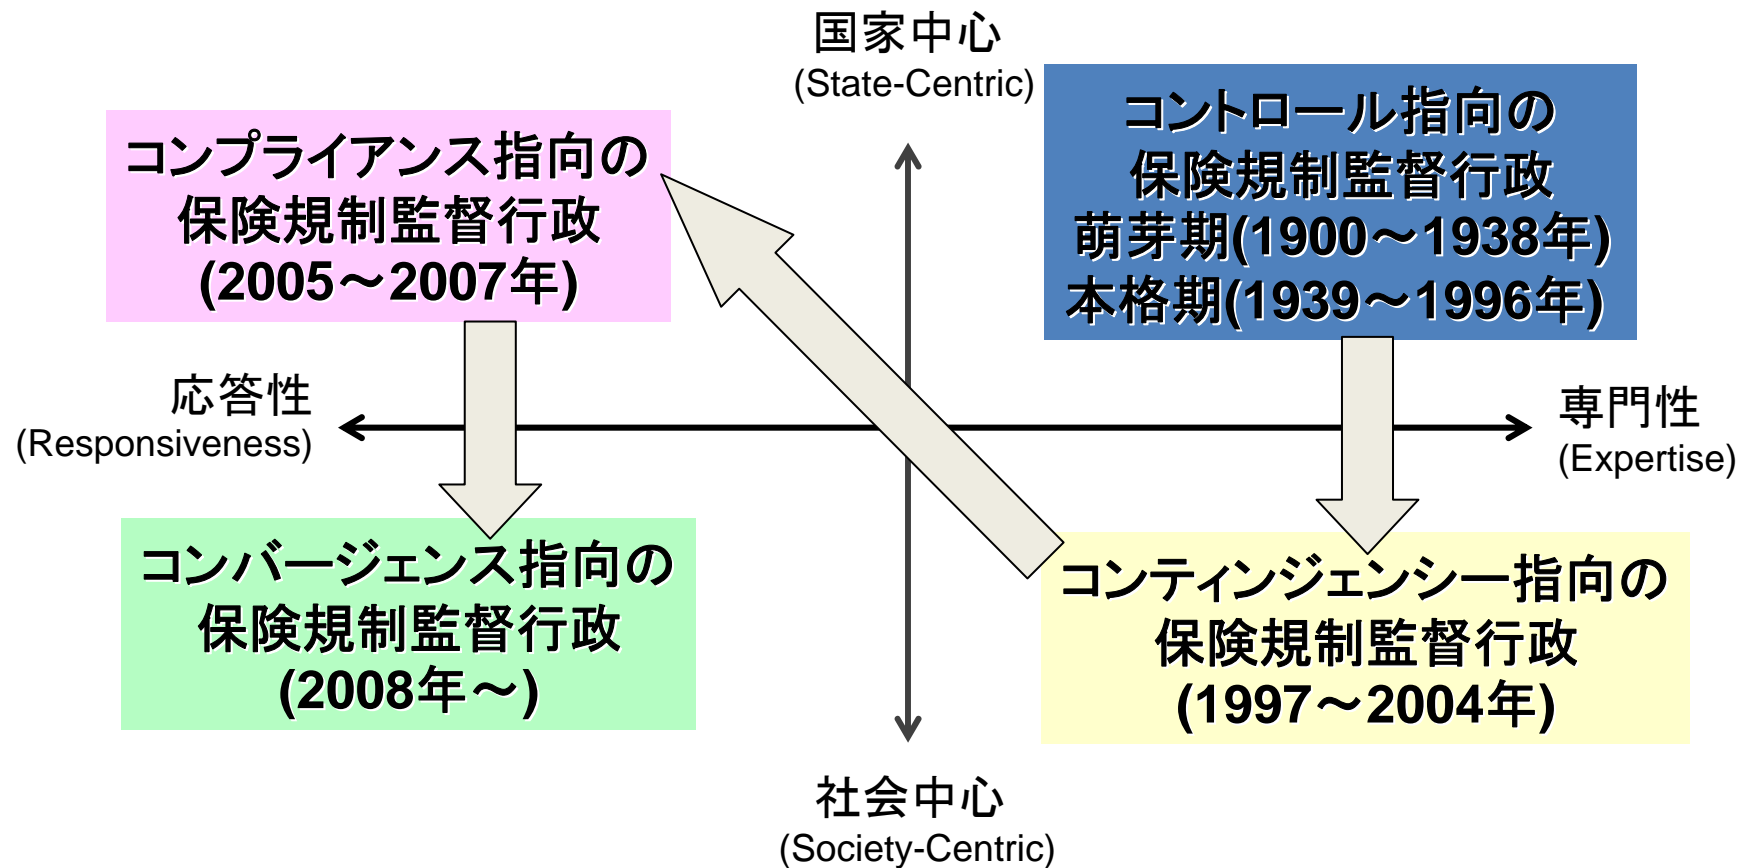 国家中心
(State-Centric)
コンプライアンス指向の
保険規制監督行政
(2005～2007年)
コントロール指向の
保険規制監督行政
萌芽期(1900～1938年)
本格期(1939～1996年)
応答性
(Responsiveness)
専門性
(Expertise)
コンバージェンス指向の
保険規制監督行政
(2008年～)
コンティンジェンシー指向の
保険規制監督行政
(1997～2004年)
社会中心
(Society-Centric)